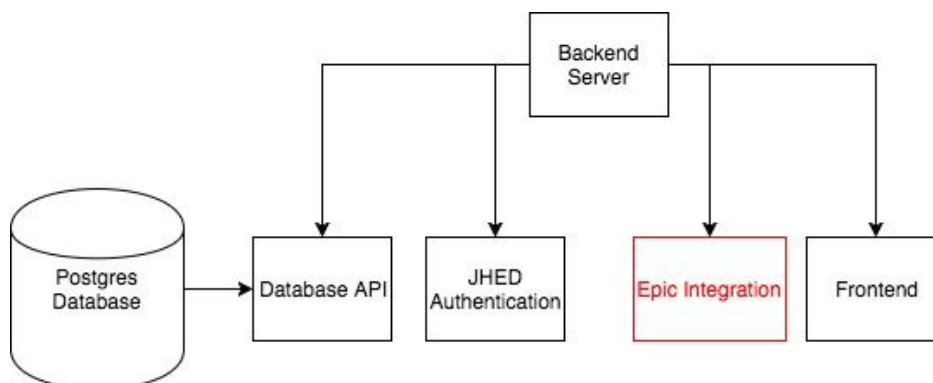 Backend
Server
Postgres
Database
Database API
JHED
Authentication
Epic Integration
Frontend